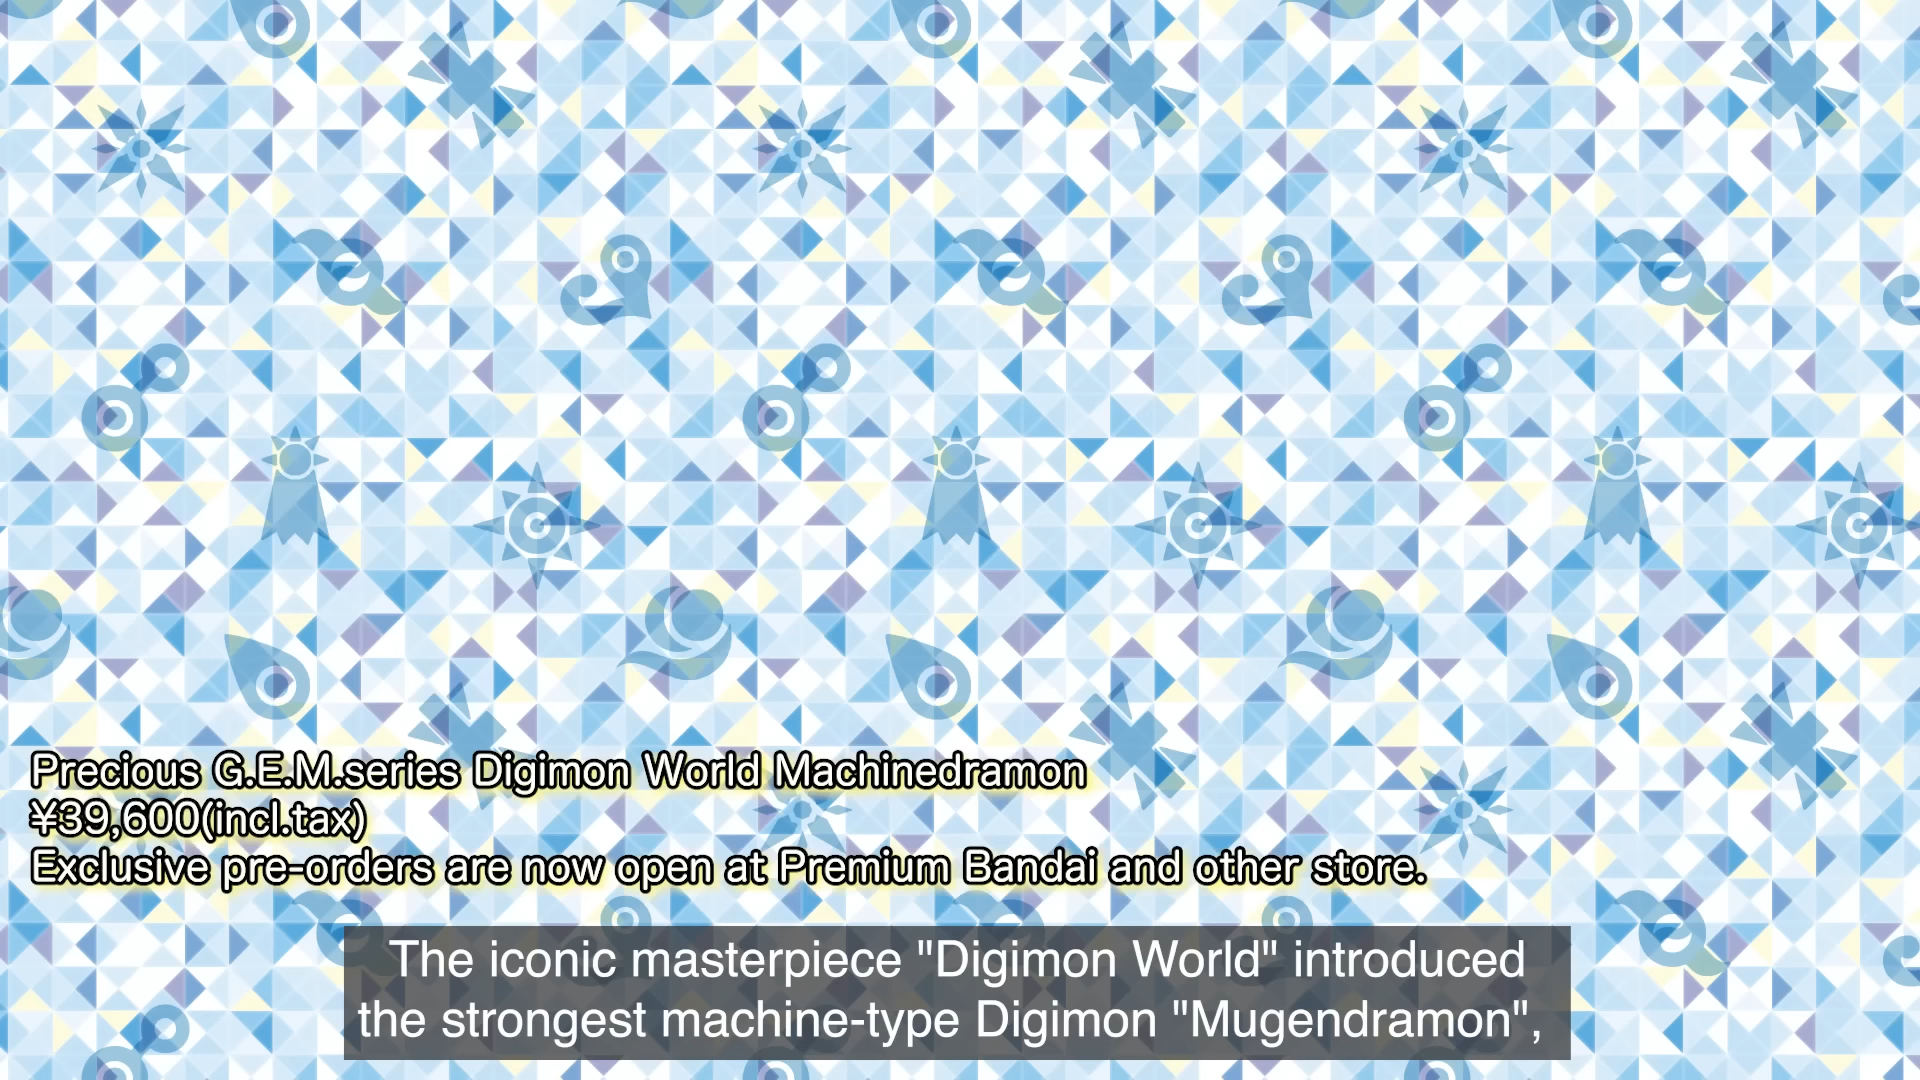 Precious G.E.M.series Digimon World Machinedramon
¥39,600(incl.tax)
Exclusive pre-orders are now open at Premium Bandai and other store.
The iconic masterpiece "Digimon World" introduced
the strongest machine-type Digimon "Mugendramon",